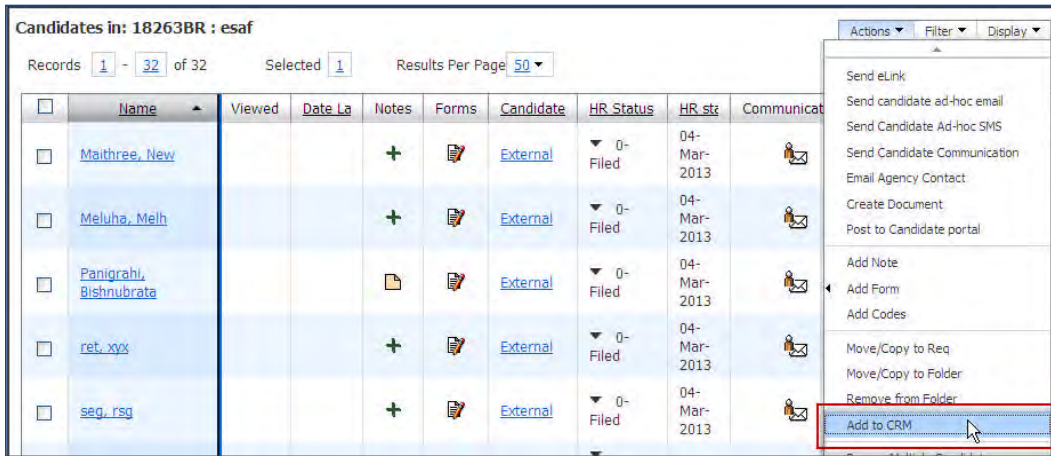 Candidates in: 18263BR : esaf
Actions Filter Display
Records 1 - 32 of 32 Selected 1 Results Per Page 50
Name Viewed Date La Notes Forms Candidate HR Status HR sta Communicat
Maithree, New External 0-Filed 04-Mar-2013
Meluha, Melh External 0-Filed 04-Mar-2013
Panigrahi, Bishnubrata External 0-Filed 04-Mar-2013
ret, xyx External 0-Filed 04-Mar-2013
seg, rsg External 0-Filed 04-Mar-2013
Send eLink
Send candidate ad-hoc email
Send Candidate Ad-hoc SMS
Send Candidate Communication
Email Agency Contact
Create Document
Post to Candidate portal
Add Note
Add Form
Add Codes
Move/Copy to Req
Move/Copy to Folder
Remove from Folder
Add to CRM